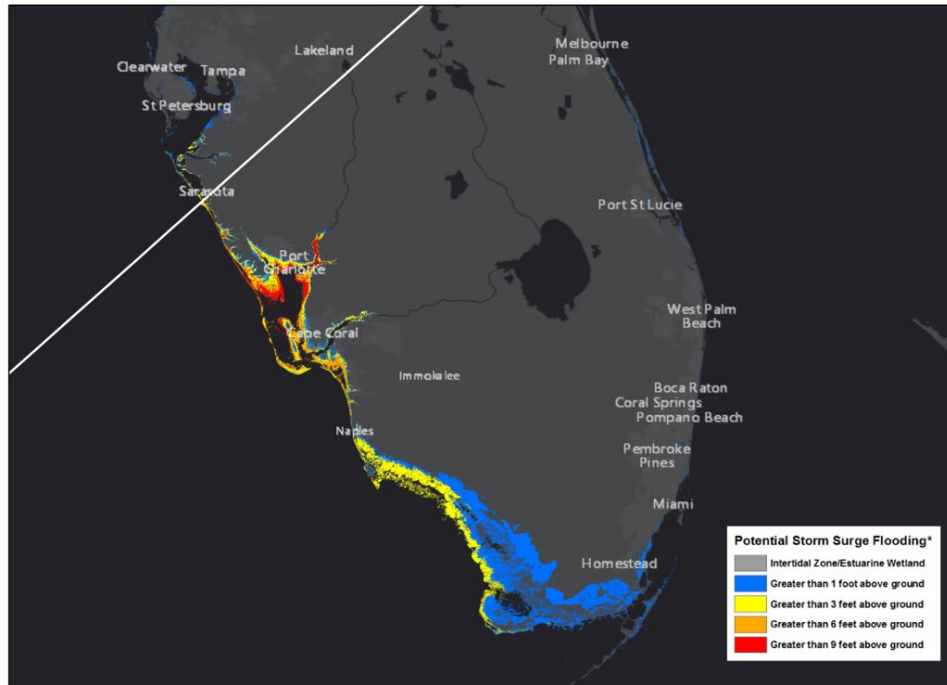 Lakeland
Melbourne
Palm Bay
Clearwater
Tampa
St Petersburg
Sarasota
Port St Lucie
Port
Charlotte
West Palm
Beach
Cape Coral
Immokalee
Boca Raton
Coral Springs
Pompano Beach
Naples
Pembroke
Pines
Miami
Homestead
Potential Storm Surge Flooding*
Intertidal Zone/Estuarine Wetland
Greater than 1 foot above ground
Greater than 3 feet above ground
Greater than 6 feet above ground
Greater than 9 feet above ground